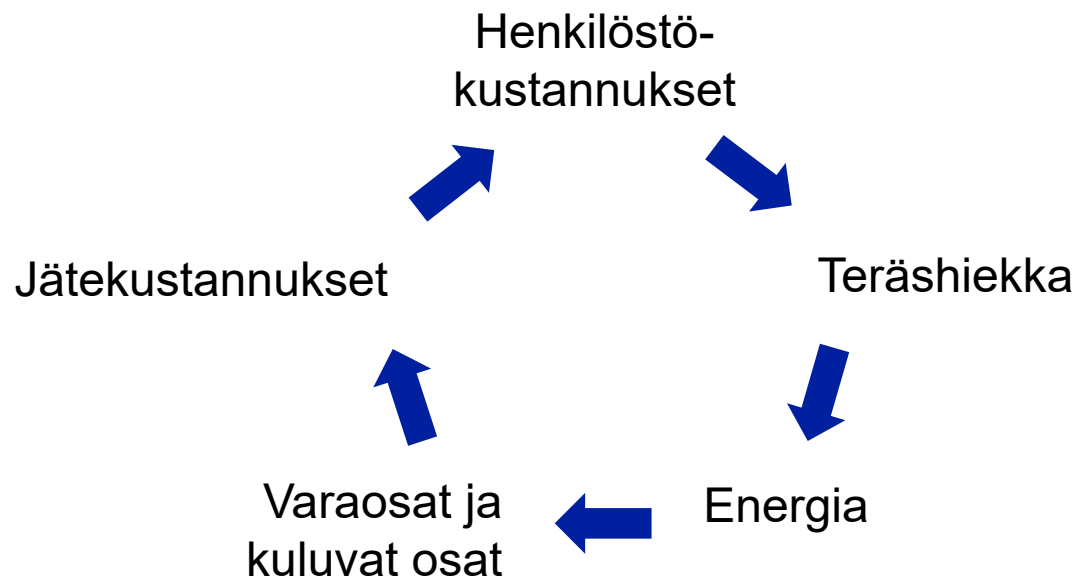 Henkilöstö-
kustannukset
Teräshiekka
Energia
Varaosat ja
kuluvat osat
Jätekustannukset